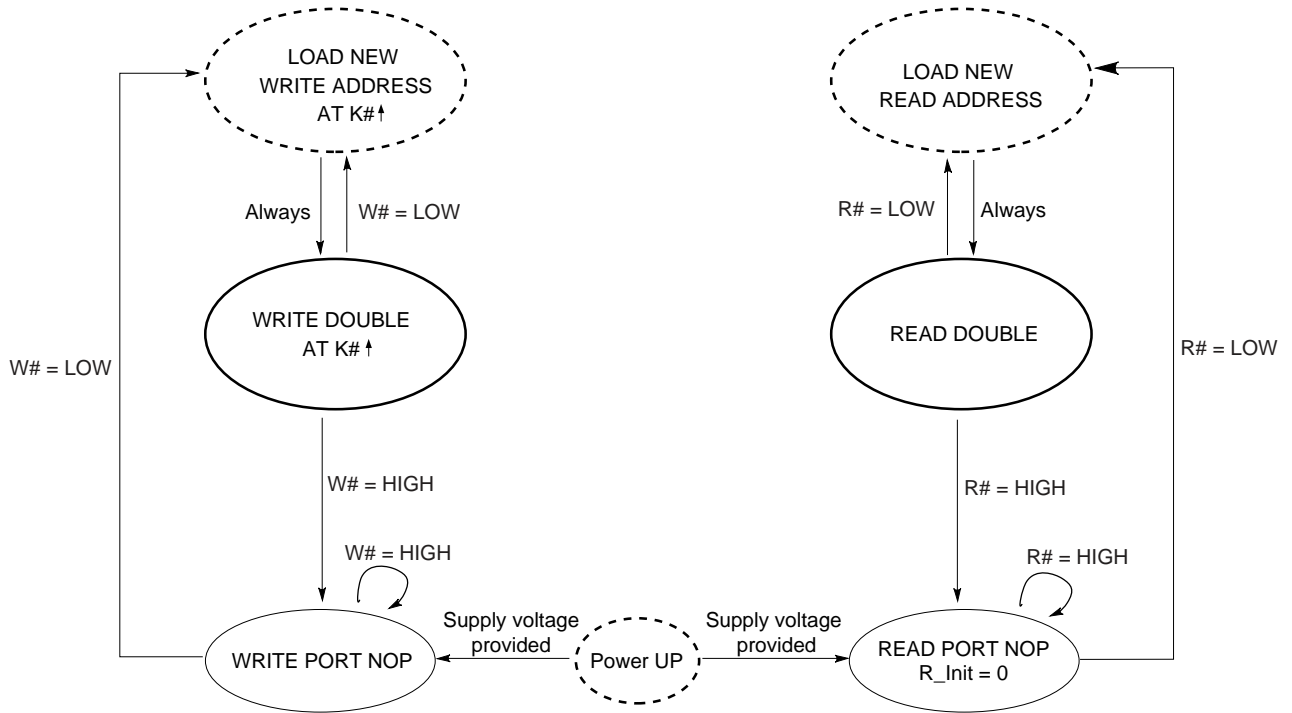 LOAD NEW
WRITE ADDRESS
AT K#↑
LOAD NEW
READ ADDRESS
Always
W# = LOW
R# = LOW
Always
WRITE DOUBLE
AT K#↑
READ DOUBLE
W# = LOW
R# = LOW
W# = HIGH
R# = HIGH
W# = HIGH
R# = HIGH
Supply voltage
provided
Supply voltage
provided
WRITE PORT NOP
Power UP
READ PORT NOP
R_Init = 0